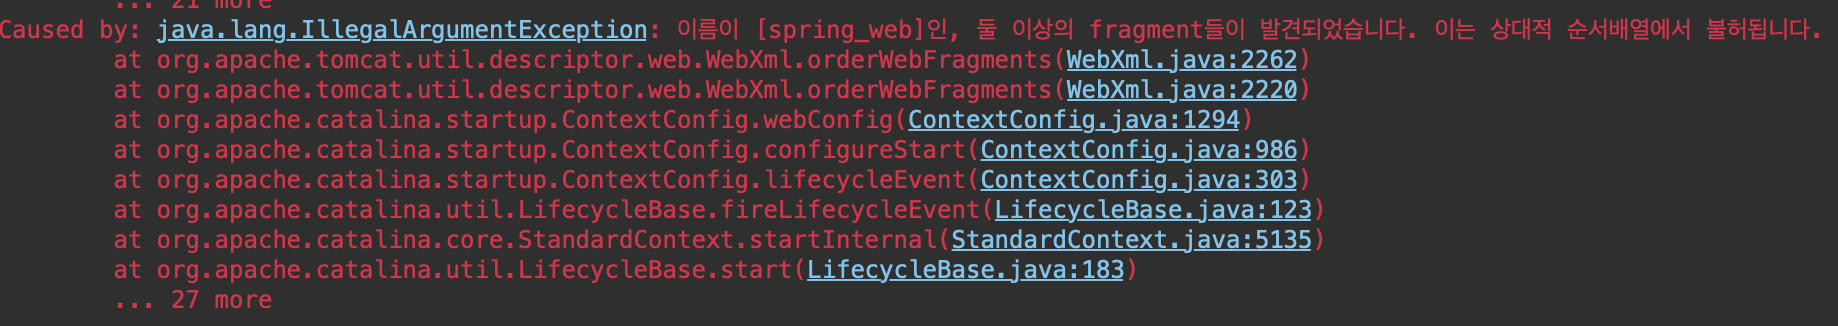 ... 21 more
Caused by: java.lang.IllegalArgumentException: 이름이 [spring_web]인, 둘 이상의 fragment들이 발견되었습니다. 이는 상대적 순서배열에서 불허됩니다.
at org.apache.tomcat.util.descriptor.web.WebXml.orderWebFragments(WebXml.java:2262)
at org.apache.tomcat.util.descriptor.web.WebXml.orderWebFragments(WebXml.java:2220)
at org.apache.catalina.startup.ContextConfig.webConfig(ContextConfig.java:1294)
at org.apache.catalina.startup.ContextConfig.configureStart(ContextConfig.java:986)
at org.apache.catalina.startup.ContextConfig.lifecycleEvent(ContextConfig.java:303)
at org.apache.catalina.util.LifecycleBase.fireLifecycleEvent(LifecycleBase.java:123)
at org.apache.catalina.core.StandardContext.startInternal(StandardContext.java:5135)
at org.apache.catalina.util.LifecycleBase.start(LifecycleBase.java:183)
... 27 more